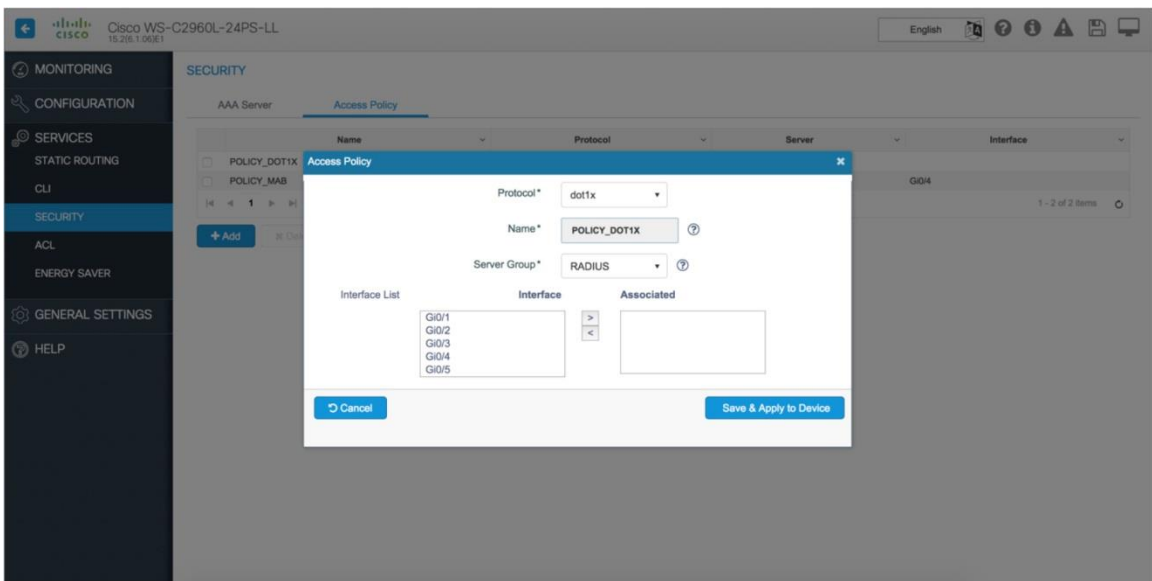 CISCO
Cisco WS-C2960L-24PS-LL
15.2(6.1.063E1
English
MONITORING
CONFIGURATION
SERVICES
STATIC ROUTING
CLI
SECURITY
ACL
ENERGY SAVER
GENERAL SETTINGS
HELP
SECURITY
AAA Server Access Policy
Name Protocol Server Interface
POLICY_DOT1X
POLICY_MAB Gi0/4
1 1 - 2 of 2 items
+ Add
Access Policy
Protocol* dot1x
Name* POLICY_DOT1X
Server Group* RADIUS
Interface List Interface Associated
Gi0/1
Gi0/2
Gi0/3
Gi0/4
Gi0/5
>
<
Cancel Save & Apply to Device